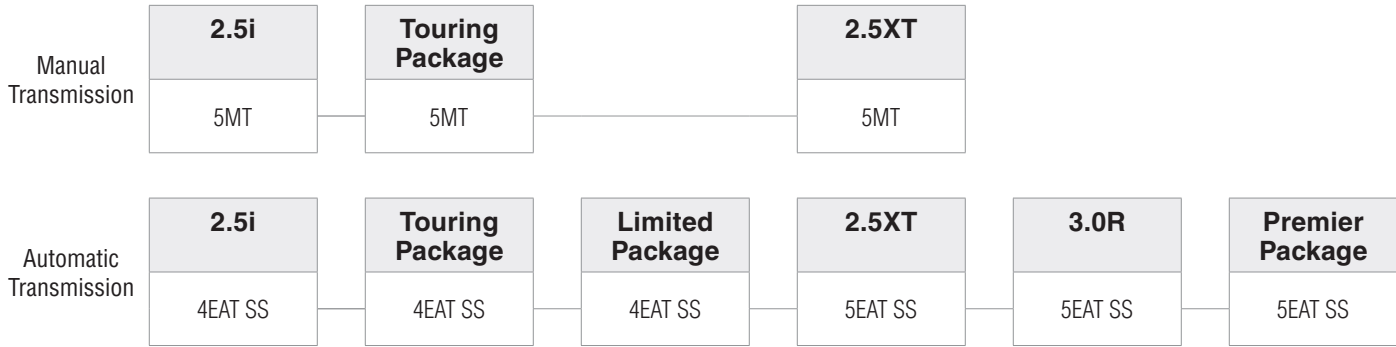 2.5i
Touring
Package
2.5XT
Manual
Transmission
5MT
5MT
5MT
2.5i
Touring
Package
Limited
Package
2.5XT
3.0R
Premier
Package
Automatic
Transmission
4EAT SS
4EAT SS
4EAT SS
5EAT SS
5EAT SS
5EAT SS